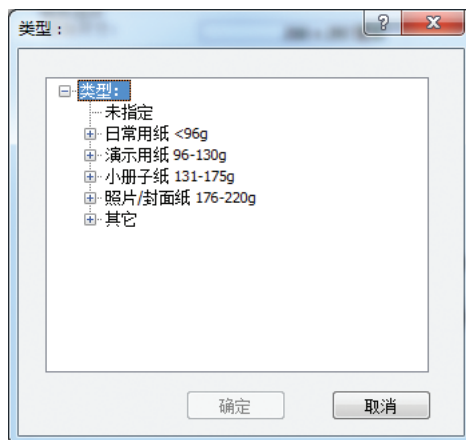 类型：
类型：
未指定
日常用纸 <96g
演示用纸 96-130g
小册子纸 131-175g
照片/封面纸 176-220g
其它
确定
取消